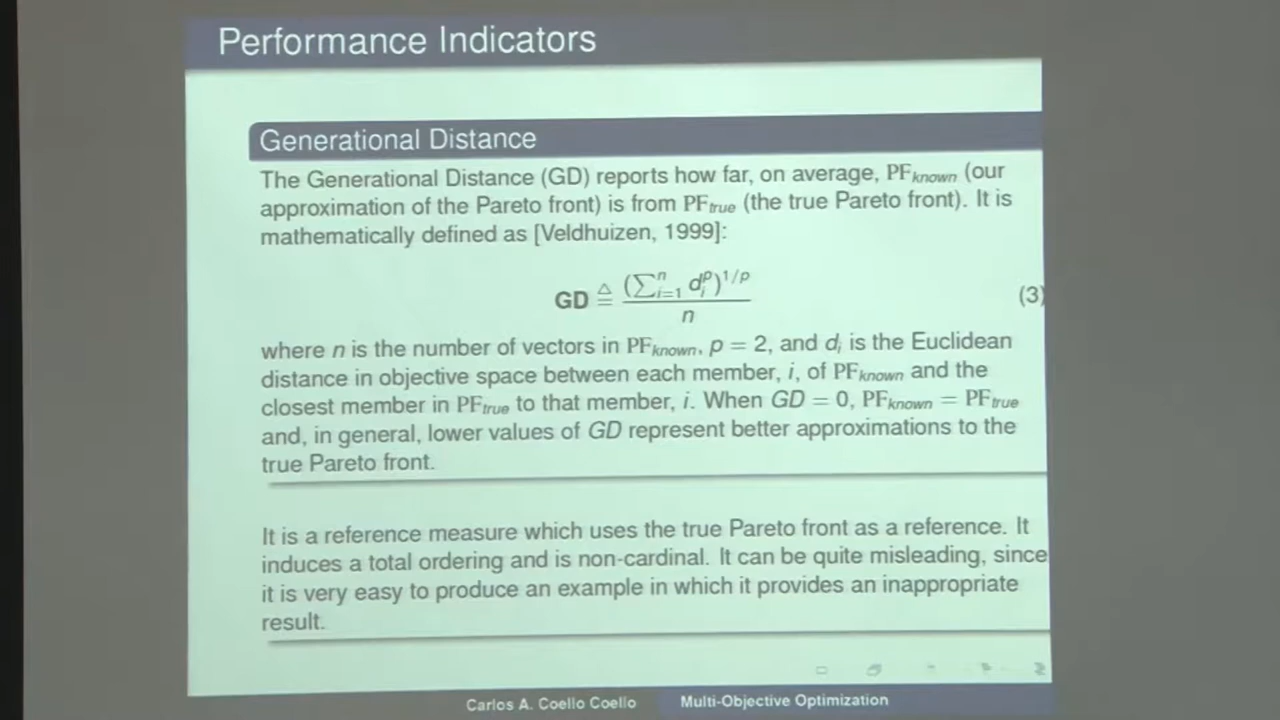 Performance Indicators
Generational Distance
The Generational Distance (GD) reports how far, on average, PF_known (our
approximation of the Pareto front) is from PF_true (the true Pareto front). It is
mathematically defined as [Veldhuizen, 1999]:
GD ≜ (∑_{i=1}^{n} d_i^p)^{1/p} / n (3)
where n is the number of vectors in PF_known, p = 2, and d_i is the Euclidean
distance in objective space between each member, i, of PF_known and the
closest member in PF_true to that member, i. When GD = 0, PF_known = PF_true
and, in general, lower values of GD represent better approximations to the
true Pareto front.
It is a reference measure which uses the true Pareto front as a reference. It
induces a total ordering and is non-cardinal. It can be quite misleading, since
it is very easy to produce an example in which it provides an inappropriate
result.
Carlos A. Coello Coello Multi-Objective Optimization